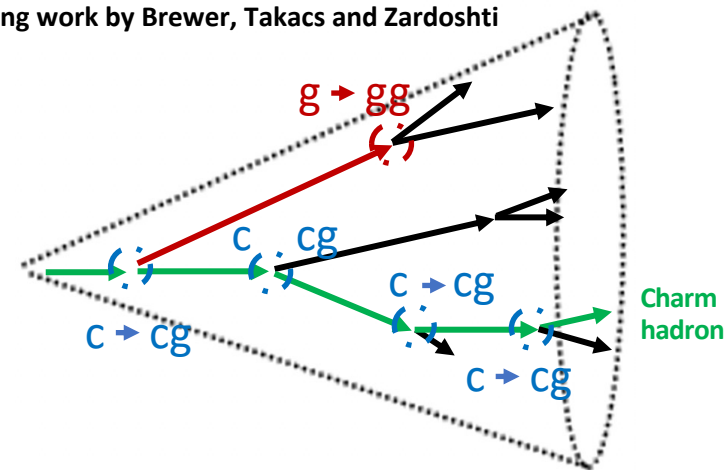 ng work by Brewer, Takacs and Zardoshti
g → gg
c cg
c → cg
Charm
hadron
c → cg
c → cg